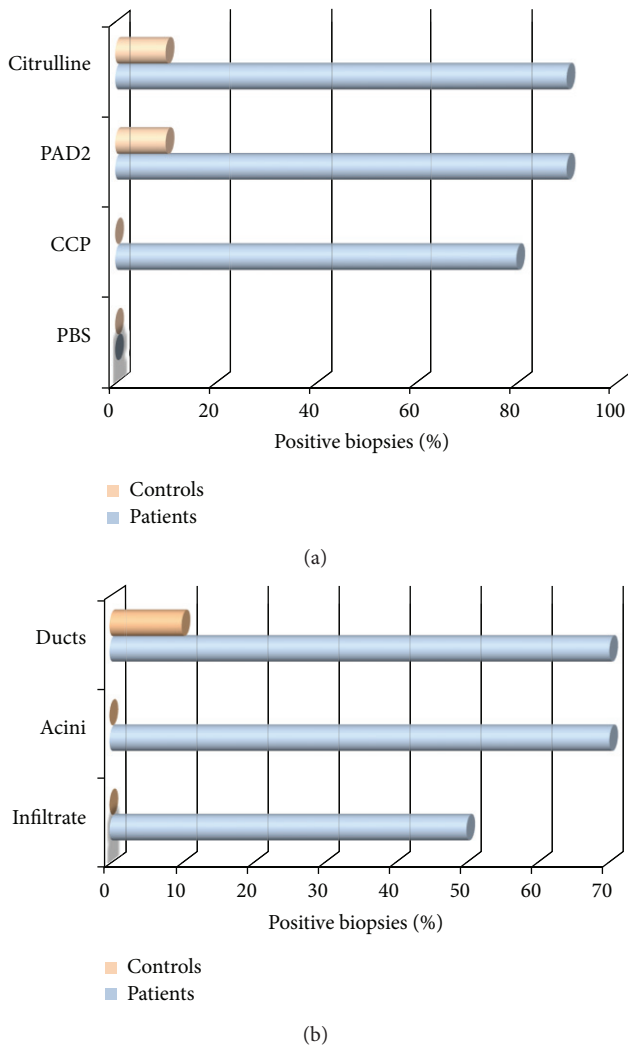 Citrulline
PAD2
CCP
PBS
0 20 40 60 80 100
Positive biopsies (%)
Controls
Patients
(a)
Ducts
Acini
Infiltrate
0 10 20 30 40 50 60 70
Positive biopsies (%)
Controls
Patients
(b)